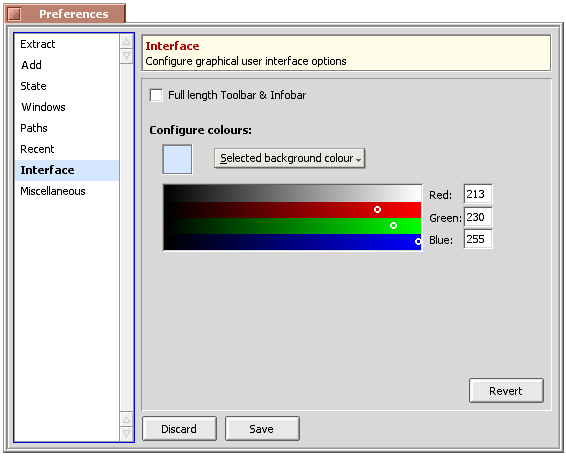 Preferences
Extract
Add
State
Windows
Paths
Recent
Interface
Miscellaneous
Interface
Configure graphical user interface options
Full length Toolbar & Infobar
Configure colours:
Selected background colour
Red: 213
Green: 230
Blue: 255
Revert
Discard
Save